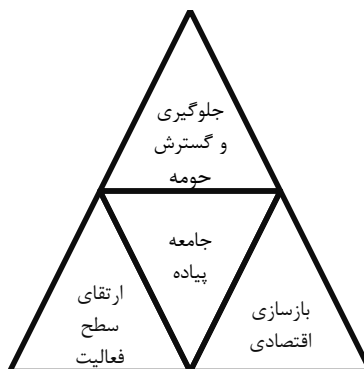 جلوگیری
و گسترش
حومه
جامعه
پیاده
ارتقای
سطح
فعالیت
بازسازی
اقتصادی